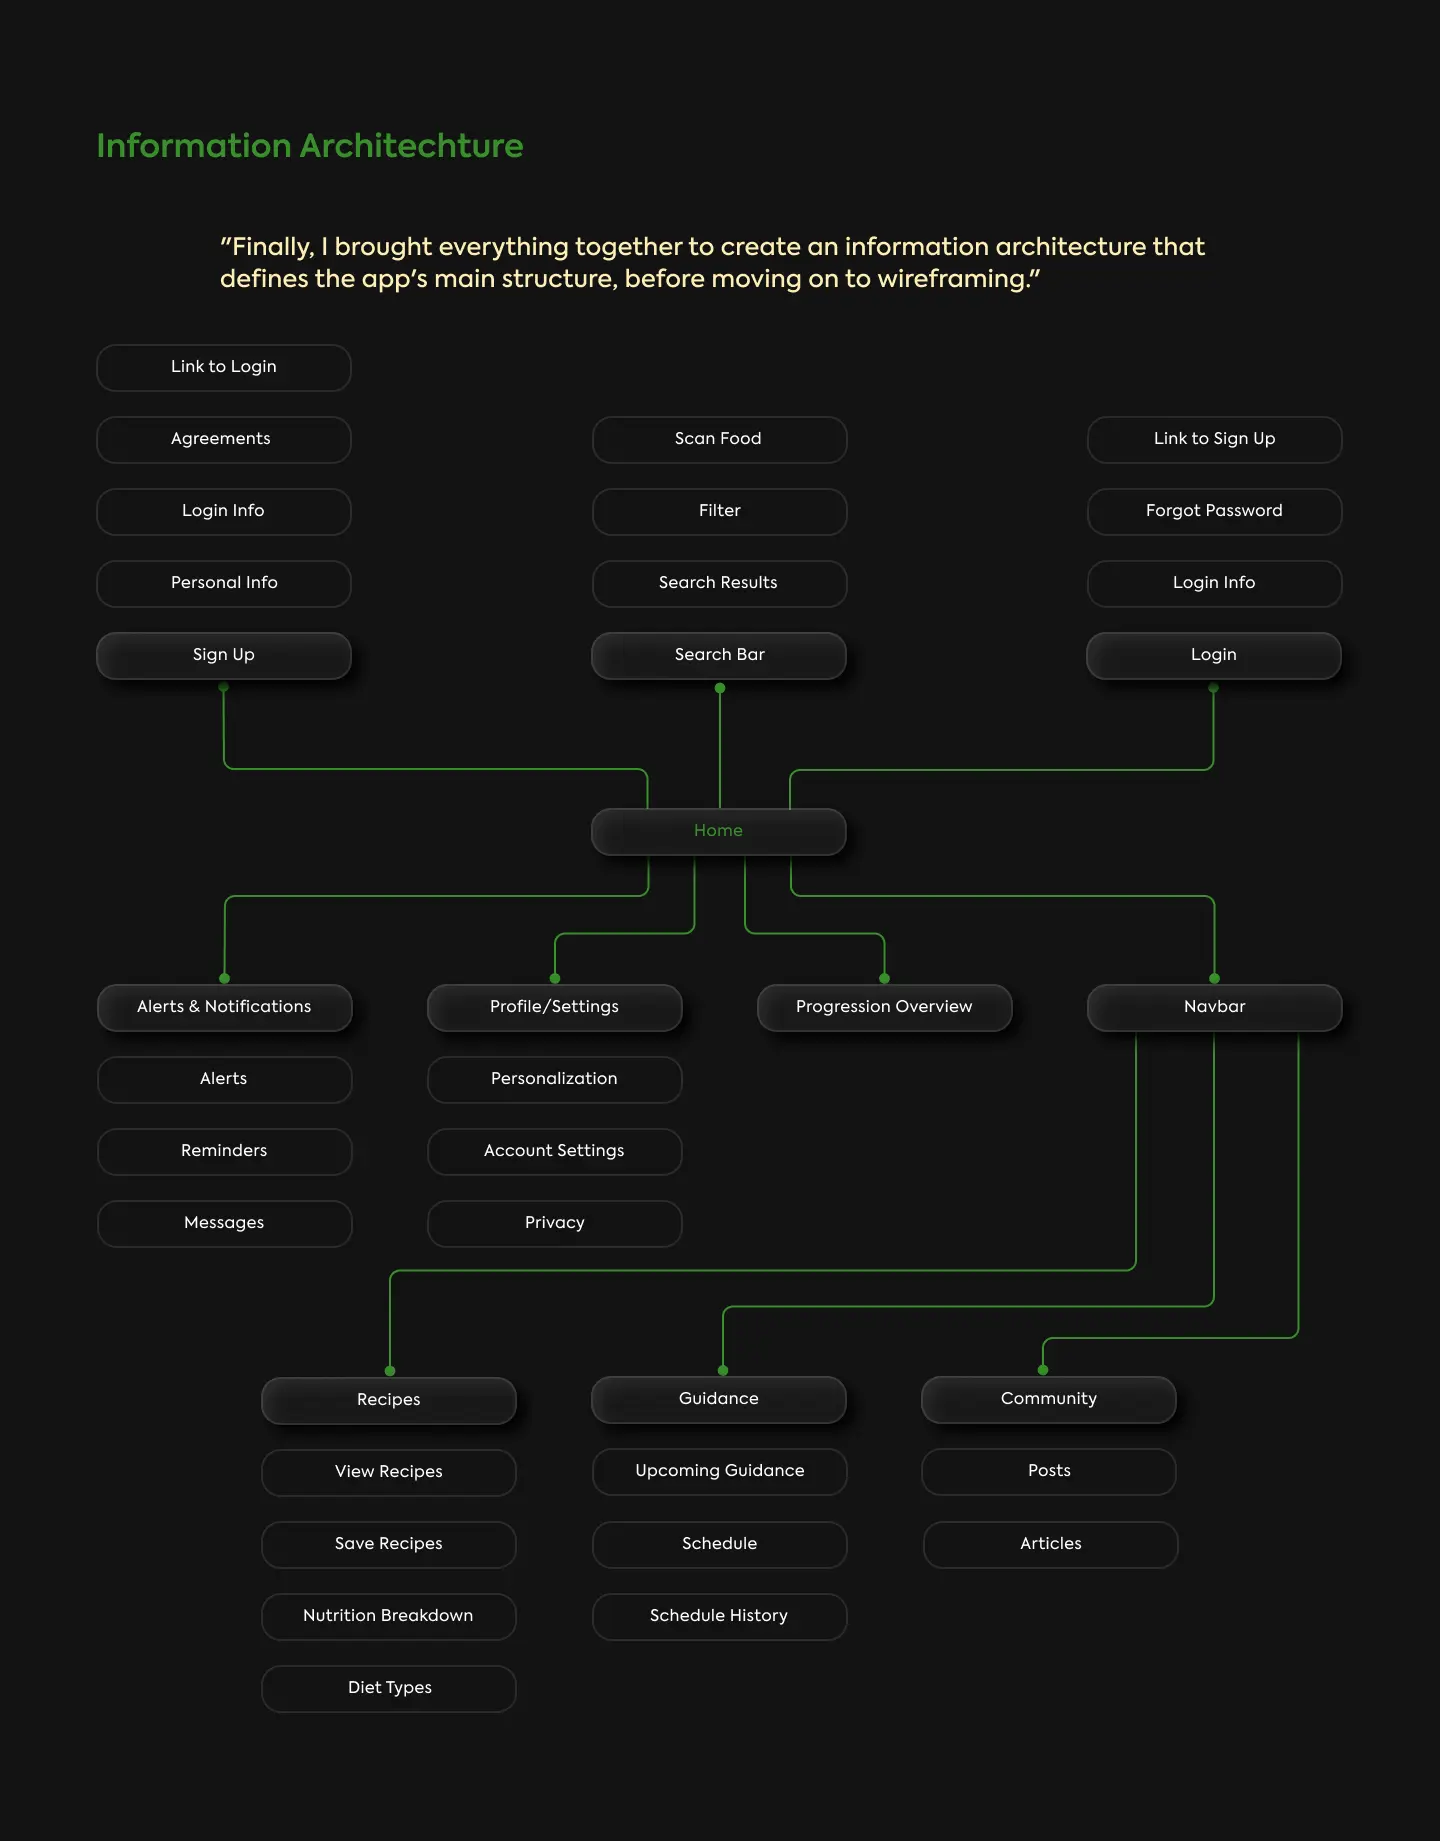 Information Architechture
"Finally, I brought everything together to create an information architecture that
defines the app's main structure, before moving on to wireframing."
Link to Login
Agreements
Scan Food
Link to Sign Up
Login Info
Filter
Forgot Password
Personal Info
Search Results
Login Info
Sign Up
Search Bar
Login
Home
Alerts & Notifications
Profile/Settings
Progression Overview
Navbar
Alerts
Personalization
Reminders
Account Settings
Messages
Privacy
Recipes
Guidance
Community
View Recipes
Upcoming Guidance
Posts
Save Recipes
Schedule
Articles
Nutrition Breakdown
Schedule History
Diet Types